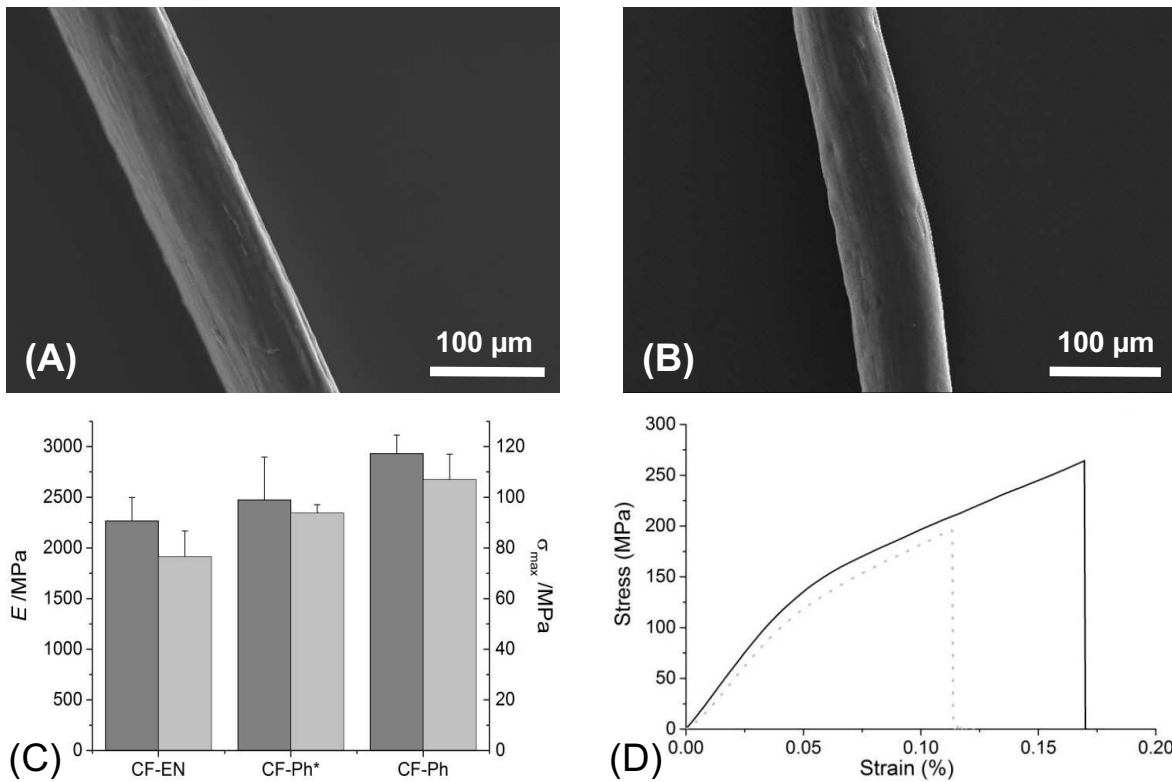 (A)
100 µm
(B)
100 µm
3000
2500
2000
1500
1000
500
0
E /MPa
120
100
80
60
40
20
0
σmax /MPa
CF-EN
CF-Ph*
CF-Ph
(C)
300
250
200
150
100
50
0
Stress (MPa)
0.00
0.05
0.10
0.15
0.20
Strain (%)
(D)